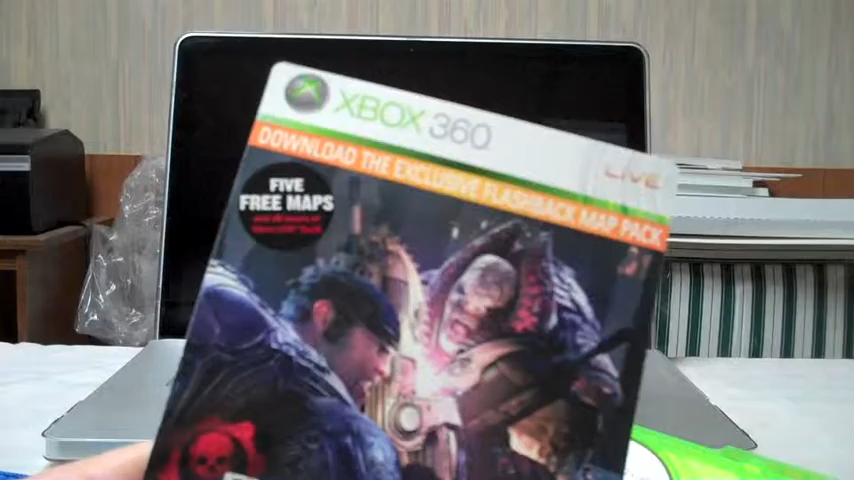 XBOX 360
LIVE
DOWNLOAD THE EXCLUSIVE FLASHBACK MAP PACK
FIVE
FREE MAPS